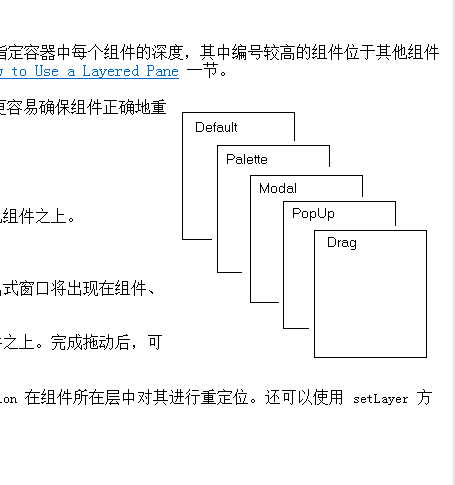 指定容器中每个组件的深度，其中编号较高的组件位于其他组件
to Use a Layered Pane 一节。
更容易确保组件正确地重
Default
Palette
Modal
PopUp
组件之上。
Drag
式窗口将出现在组件、
之上。完成拖动后，可
ion 在组件所在层中对其进行重定位。还可以使用 setLayer 方